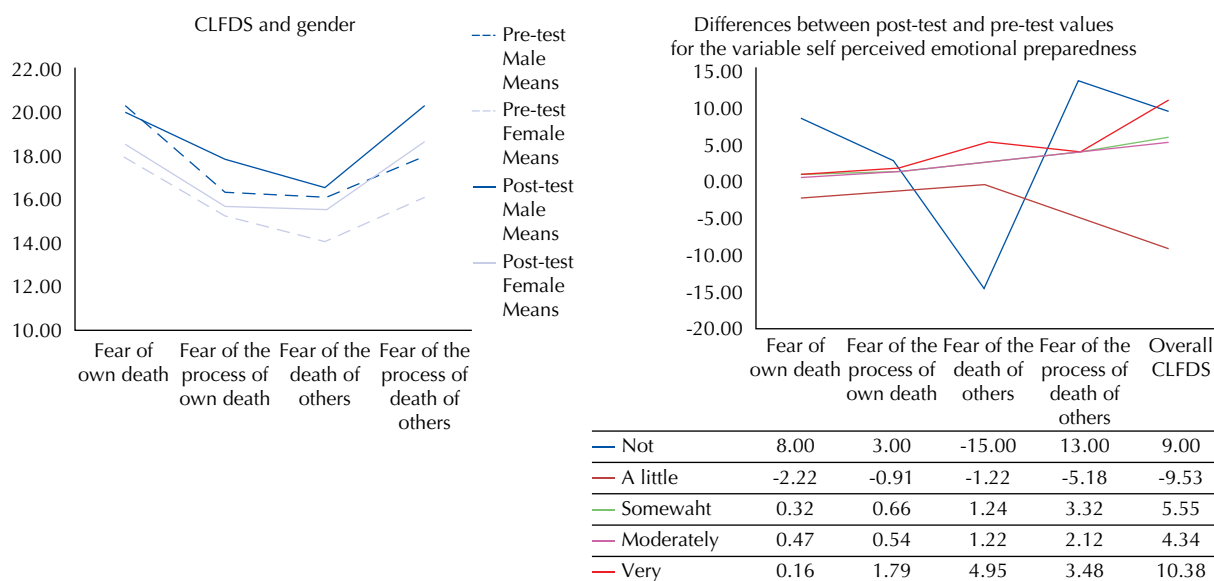 CLFDS and gender
22.00
20.00
18.00
16.00
14.00
12.00
10.00
Fear of
own death
Fear of the
process of
own death
Fear of the
death of
others
Fear of the
process of
death of
others
Pre-test
Male
Means
Pre-test
Female
Means
Post-test
Male
Means
Post-test
Female
Means
Differences between post-test and pre-test values
for the variable self perceived emotional preparedness
15.00
10.00
5.00
0.00
-5.00
-10.00
-15.00
-20.00
Fear of
own death
Fear of the
process of
own death
Fear of the
death of
others
Fear of the
process of
death of
others
Overall
CLFDS
Not 8.00 3.00 -15.00 13.00 9.00
A little -2.22 -0.91 -1.22 -5.18 -9.53
Somewaht 0.32 0.66 1.24 3.32 5.55
Moderately 0.47 0.54 1.22 2.12 4.34
Very 0.16 1.79 4.95 3.48 10.38